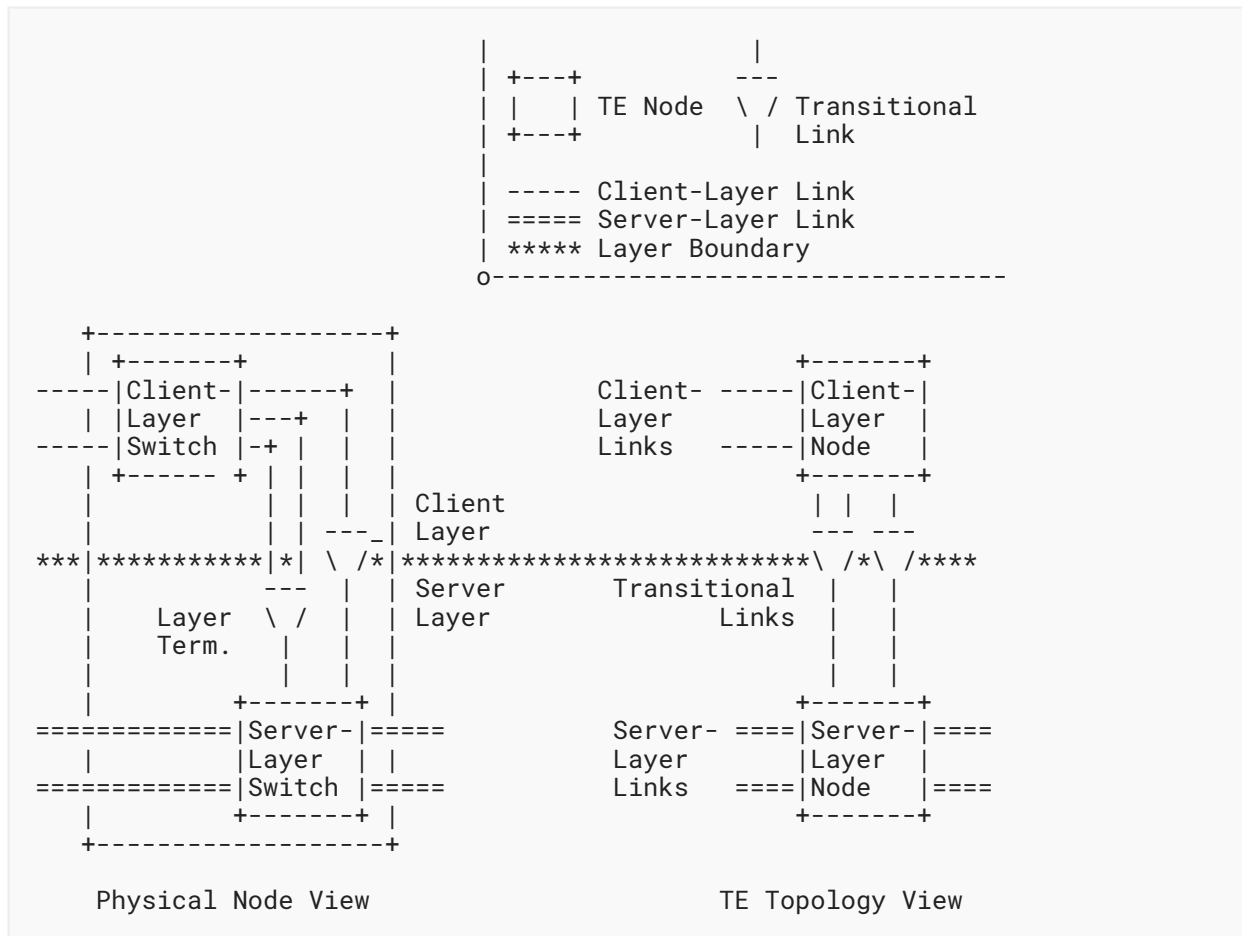 |                 |
                             | +---+          ---
                             | |   | TE Node  \ / Transitional
                             | +---+           |  Link
                             |
                             | ----- Client-Layer Link
                             | ===== Server-Layer Link
                             | ***** Layer Boundary
                             o----------------------------------

   +-------------------+
   | +-------+         |                          +-------+
-----|Client-|------+  |             Client- -----|Client-|
   | |Layer  |---+  |  |             Layer        |Layer  |
-----|Switch |-+ |  |  |             Links   -----|Node   |
   | +------ + | |  |  |                          +-------+
   |           | |  |  | Client                    | |  |
   |           | | ---_| Layer                     --- ---
***|***********|*| \ /*|***************************\ /*\ /****
   |           ---  |  | Server       Transitional  |   |
   |    Layer  \ /  |  | Layer               Links  |   |
   |    Term.   |   |  |                            |   |
   |            |   |  |                            |   |
   |         +-------+ |                          +-------+
=============|Server-|=====           Server- ====|Server-|====
   |         |Layer  | |              Layer       |Layer  |
=============|Switch |=====           Links   ====|Node   |====
   |         +-------+ |                          +-------+
   +-------------------+

    Physical Node View                       TE Topology View